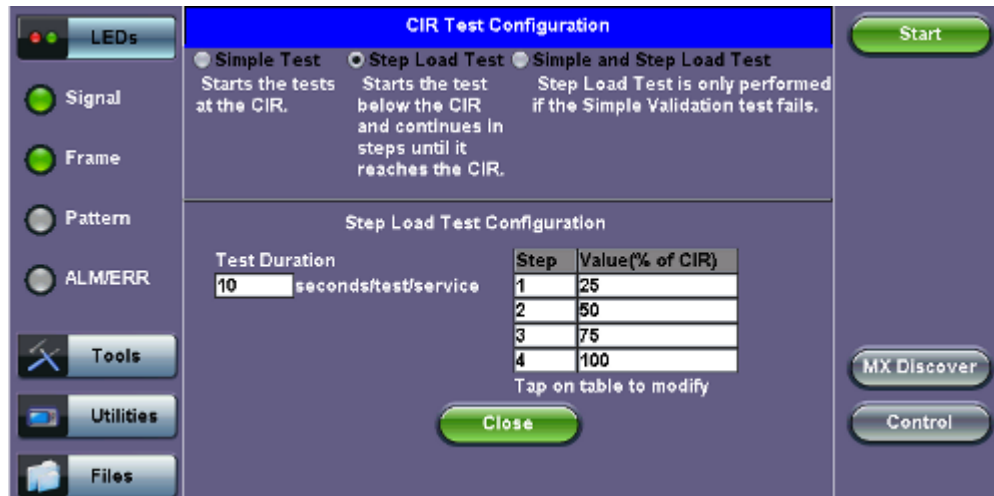 LEDs
Signal
Frame
Pattern
ALM/ERR
Tools
Utilities
Files
CIR Test Configuration
Simple Test
Starts the tests
at the CIR.
Step Load Test
Starts the test
below the CIR
and continues in
steps until it
reaches the CIR.
Simple and Step Load Test
Step Load Test is only performed
if the Simple Validation test fails.
Step Load Test Configuration
Test Duration
10 seconds/test/service
Step Value(% of CIR)
1 25
2 50
3 75
4 100
Tap on table to modify
Close
Start
MX Discover
Control